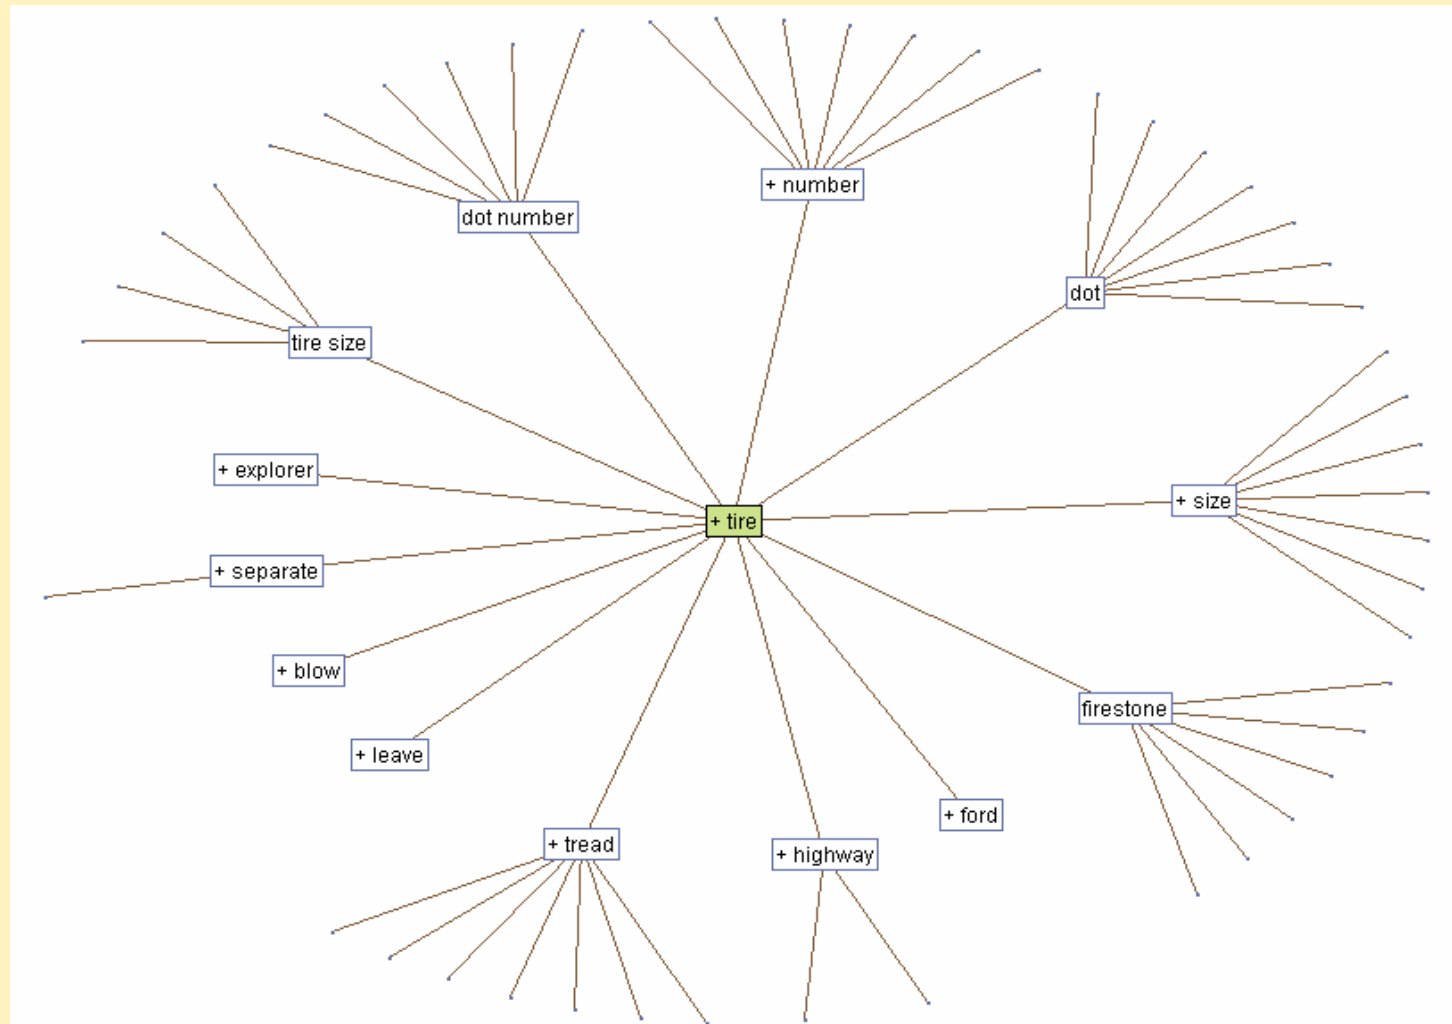 + number
dot number
dot
tire size
+ explorer
+ size
+ tire
+ separate
+ blow
firestone
+ leave
+ ford
+ tread
+ highway